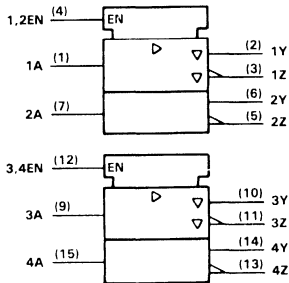 1,2EN (4) EN
1A (1) (2) 1Y
(3) 1Z
2A (7) (6) 2Y
(5) 2Z
3,4EN (12) EN
3A (9) (10) 3Y
(11) 3Z
4A (15) (14) 4Y
(13) 4Z